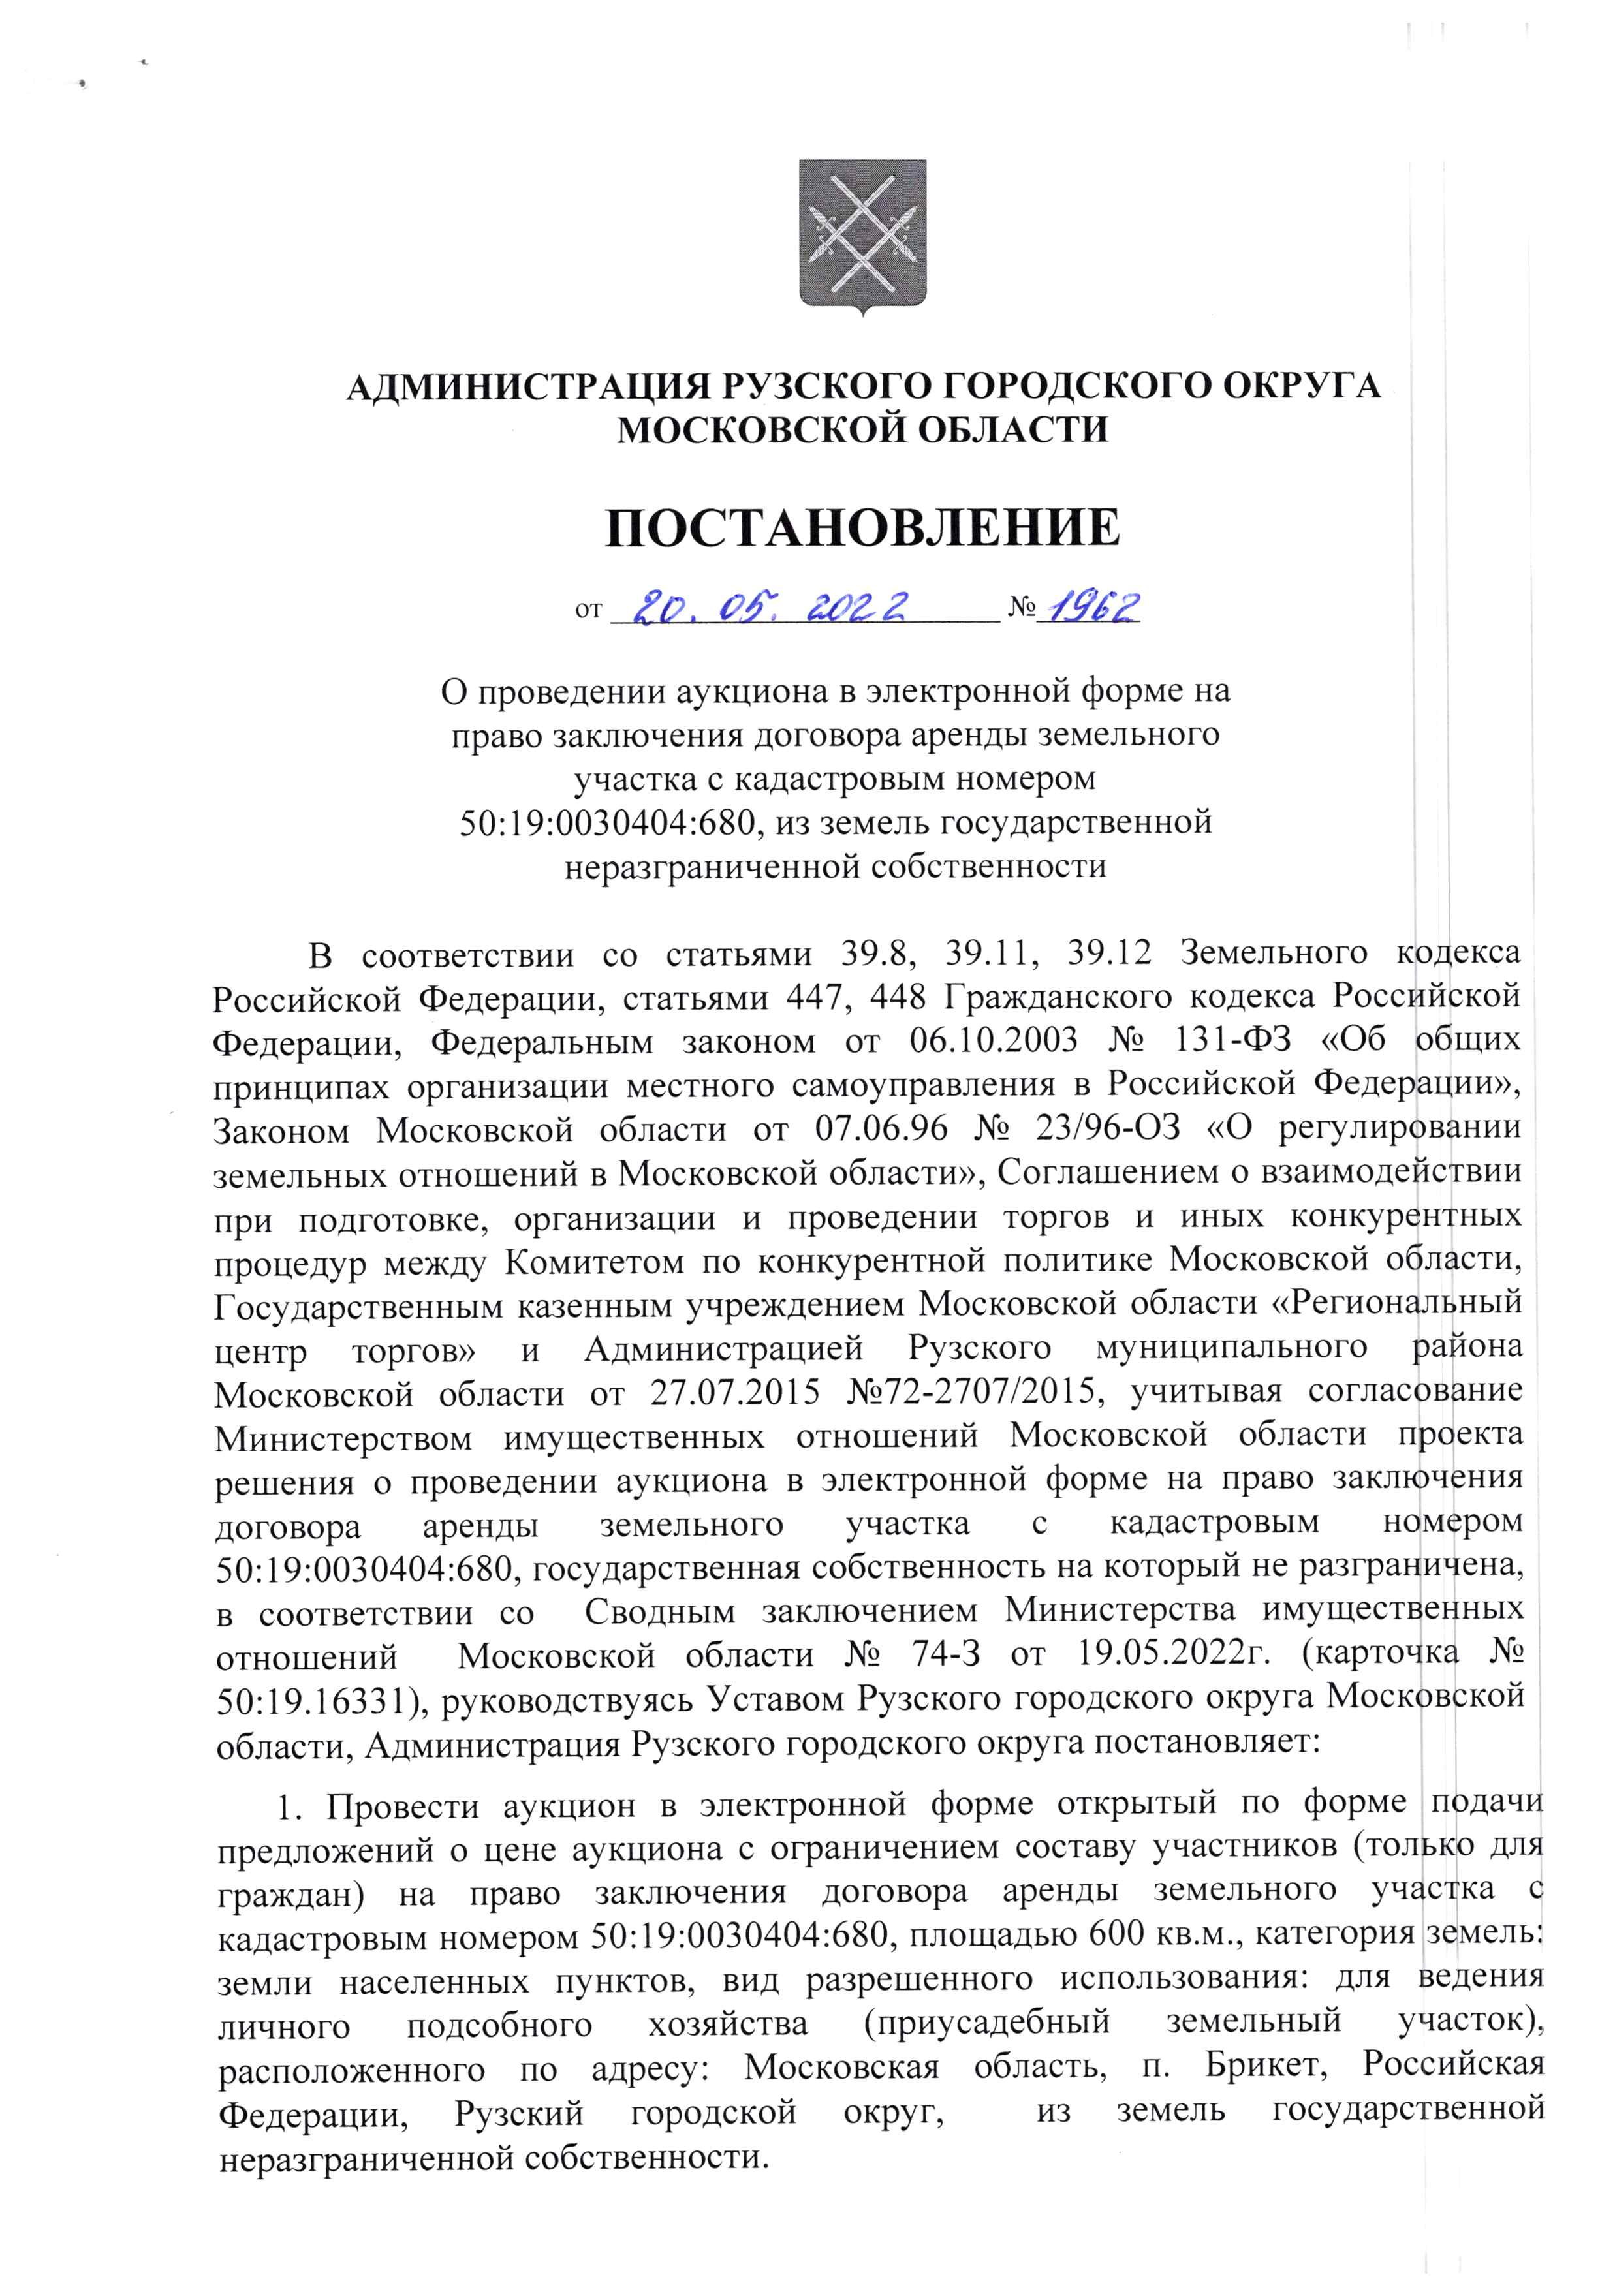 АДМИНИСТРАЦИЯ РУЗСКОГО ГОРОДСКОГО ОКРУГА
МОСКОВСКОЙ ОБЛАСТИ
ПОСТАНОВЛЕНИЕ
от 20.05.2022 № 1962
О проведении аукциона в электронной форме на
право заключения договора аренды земельного
участка с кадастровым номером
50:19:0030404:680, из земель государственной
неразграниченной собственности
В соответствии со статьями 39.8, 39.11, 39.12 Земельного кодекса
Российской Федерации, статьями 447, 448 Гражданского кодекса Российской
Федерации, Федеральным законом от 06.10.2003 № 131-ФЗ «Об общих
принципах организации местного самоуправления в Российской Федерации»,
Законом Московской области от 07.06.96 № 23/96-ОЗ «О регулировании
земельных отношений в Московской области», Соглашением о взаимодействии
при подготовке, организации и проведении торгов и иных конкурентных
процедур между Комитетом по конкурентной политике Московской области,
Государственным казенным учреждением Московской области «Региональный
центр торгов» и Администрацией Рузского муниципального района
Московской области от 27.07.2015 №72-2707/2015, учитывая согласование
Министерством имущественных отношений Московской области проекта
решения о проведении аукциона в электронной форме на право заключения
договора аренды земельного участка с кадастровым номером
50:19:0030404:680, государственная собственность на который не разграничена,
в соответствии со Сводным заключением Министерства имущественных
отношений Московской области № 74-З от 19.05.2022г. (карточка №
50:19.16331), руководствуясь Уставом Рузского городского округа Московской
области, Администрация Рузского городского округа постановляет:
1. Провести аукцион в электронной форме открытый по форме подачи
предложений о цене аукциона с ограничением составу участников (только для
граждан) на право заключения договора аренды земельного участка с
кадастровым номером 50:19:0030404:680, площадью 600 кв.м., категория земель:
земли населенных пунктов, вид разрешенного использования: для ведения
личного подсобного хозяйства (приусадебный земельный участок),
расположенного по адресу: Московская область, п. Брикет, Российская
Федерации, Рузский городской округ, из земель государственной
неразграниченной собственности.